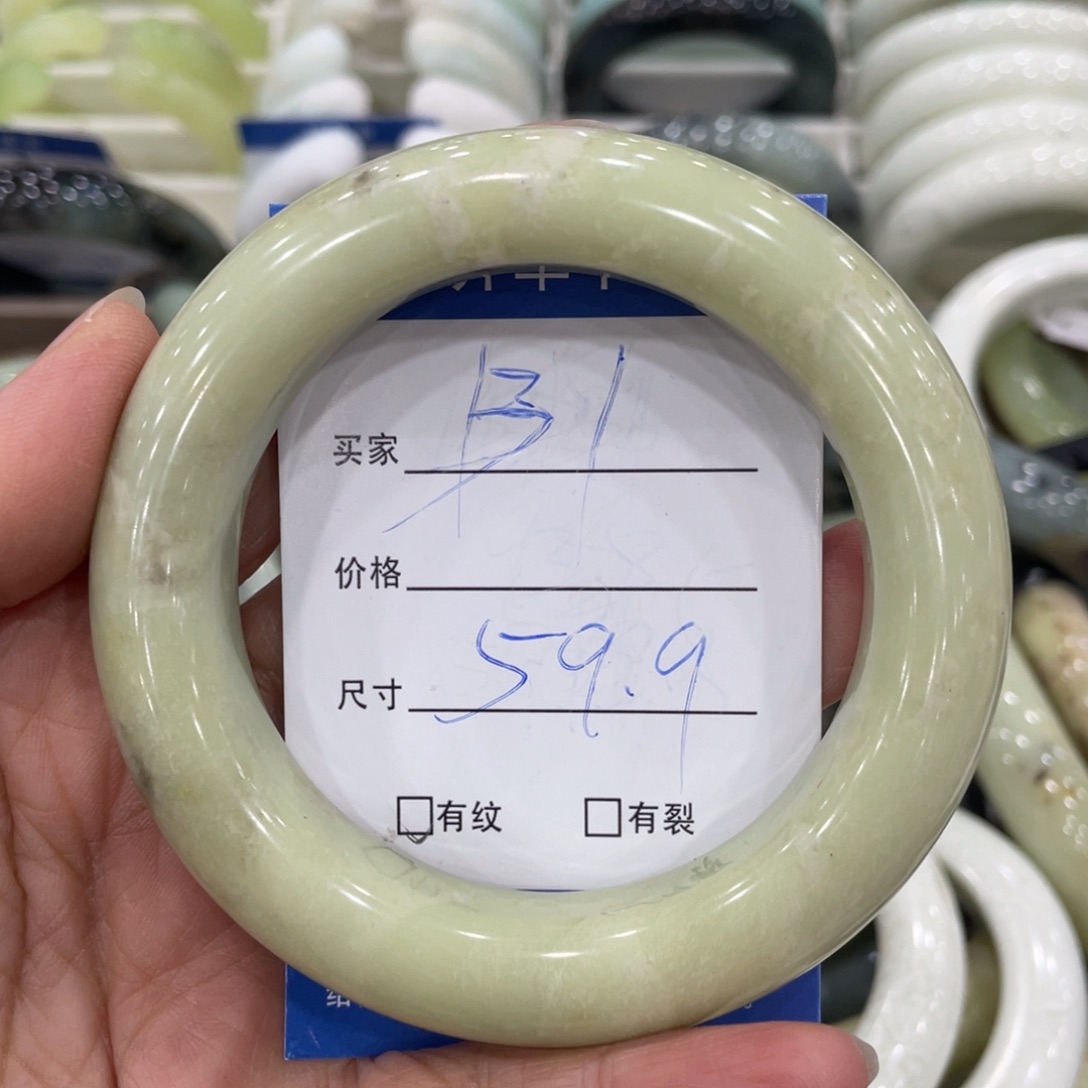 买家 B1
价格
尺寸 59.9
□有纹 □有裂